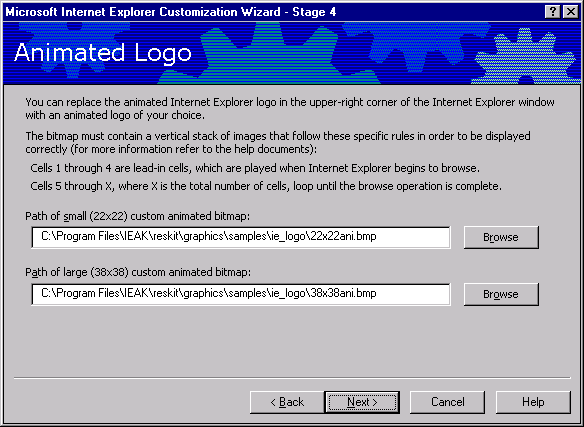 Microsoft Internet Explorer Customization Wizard - Stage 4
Animated Logo
You can replace the animated Internet Explorer logo in the upper-right corner of the Internet Explorer window
with an animated logo of your choice.
The bitmap must contain a vertical stack of images that follow these specific rules in order to be displayed
correctly (for more information refer to the help documents):
Cells 1 through 4 are lead-in cells, which are played when Internet Explorer begins to browse.
Cells 5 through X, where X is the total number of cells, loop until the browse operation is complete.
Path of small (22x22) custom animated bitmap:
C:\Program Files\IEAK\reskit\graphics\samples\ie_logo\22x22ani.bmp
Browse
Path of large (38x38) custom animated bitmap:
C:\Program Files\IEAK\reskit\graphics\samples\ie_logo\38x38ani.bmp
Browse
< Back
Next >
Cancel
Help